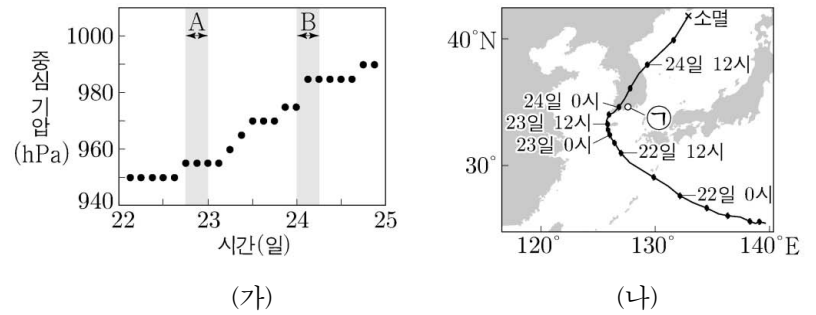 A
B
1000
980
960
940
중심 기압
(hPa)
22
23
24
25
시간(일)
(가)
소멸
40°N
24일 12시
24일 0시
㉠
23일 12시
23일 0시
22일 12시
30°
22일 0시
120°
130°
140°E
(나)